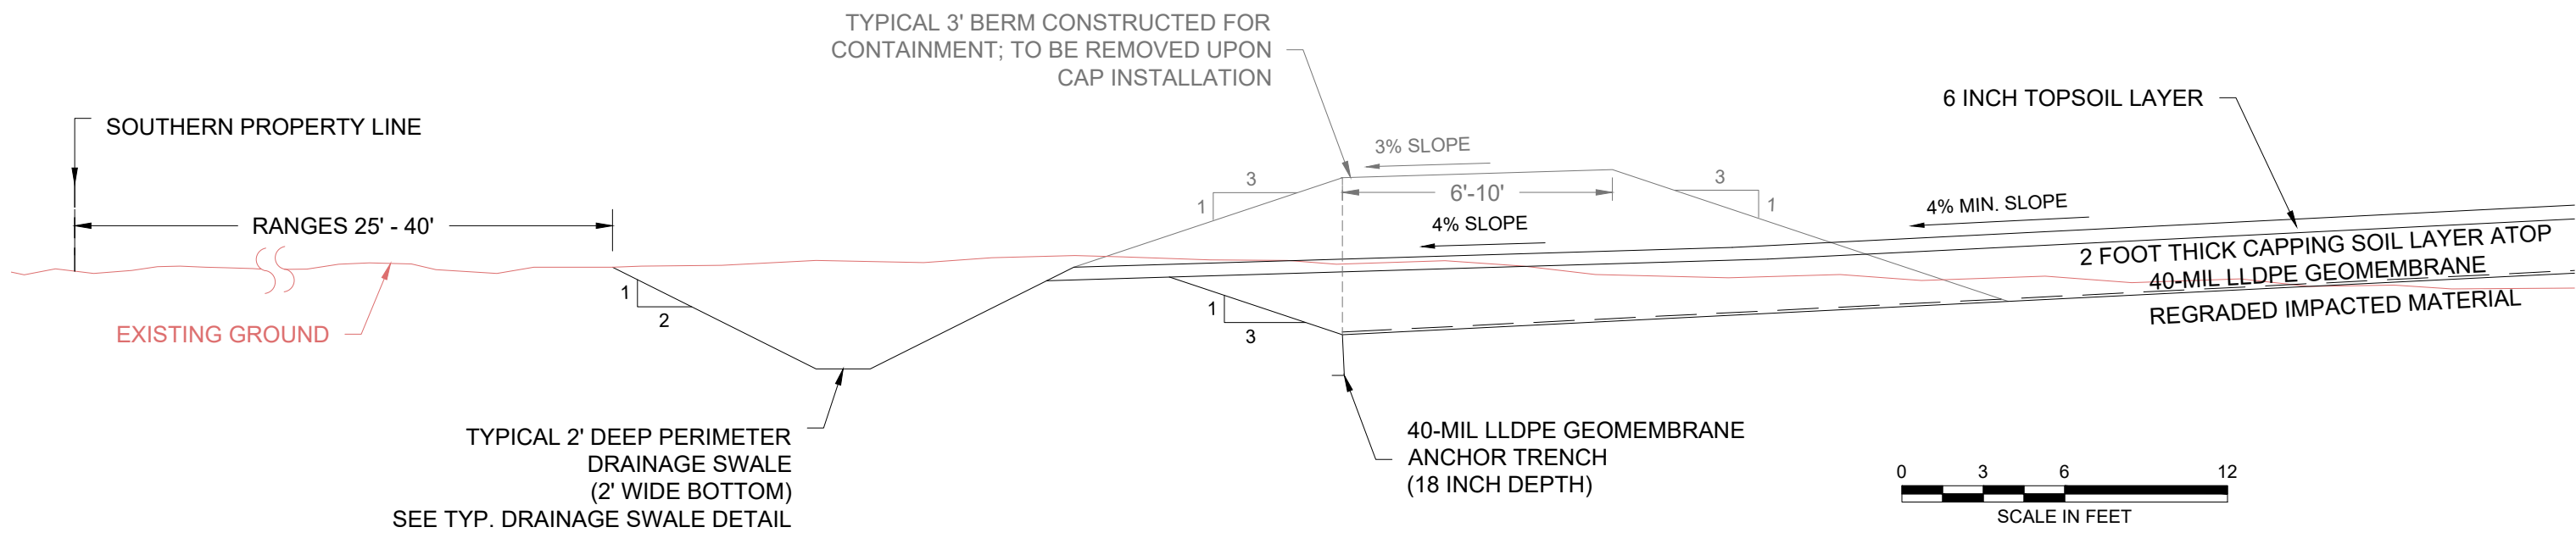 TYPICAL 3' BERM CONSTRUCTED FOR
CONTAINMENT; TO BE REMOVED UPON
CAP INSTALLATION
6 INCH TOPSOIL LAYER
SOUTHERN PROPERTY LINE
3% SLOPE
3
1
6'-10'
3
1
4% MIN. SLOPE
RANGES 25' - 40'
4% SLOPE
2 FOOT THICK CAPPING SOIL LAYER ATOP
40-MIL LLDPE GEOMEMBRANE
REGRADED IMPACTED MATERIAL
1
2
1
3
EXISTING GROUND
TYPICAL 2' DEEP PERIMETER
DRAINAGE SWALE
(2' WIDE BOTTOM)
SEE TYP. DRAINAGE SWALE DETAIL
40-MIL LLDPE GEOMEMBRANE
ANCHOR TRENCH
(18 INCH DEPTH)
0 3 6 12
SCALE IN FEET